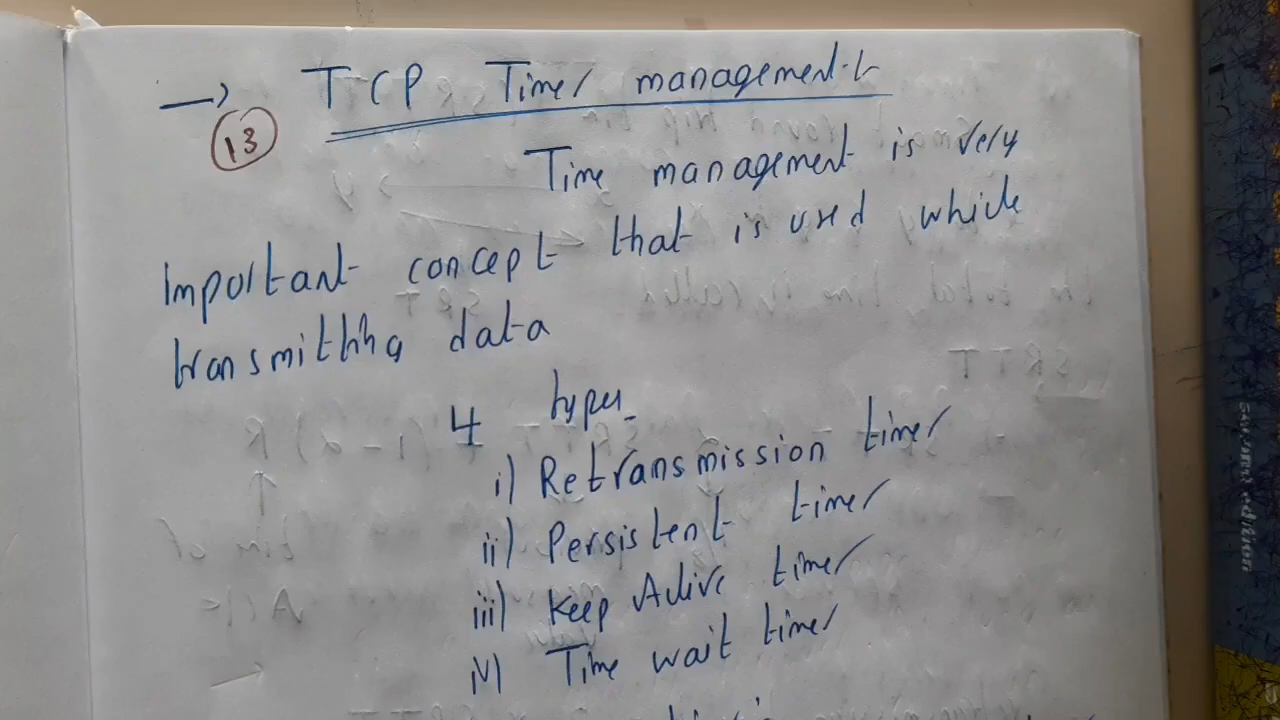 → TCP Timer management:-
13
Time management is very
Important concept that is used which
transmitting data
4 types
i) Retransmission timer
ii) Persistent timer
iii) Keep Alive timer
iv) Time wait timer